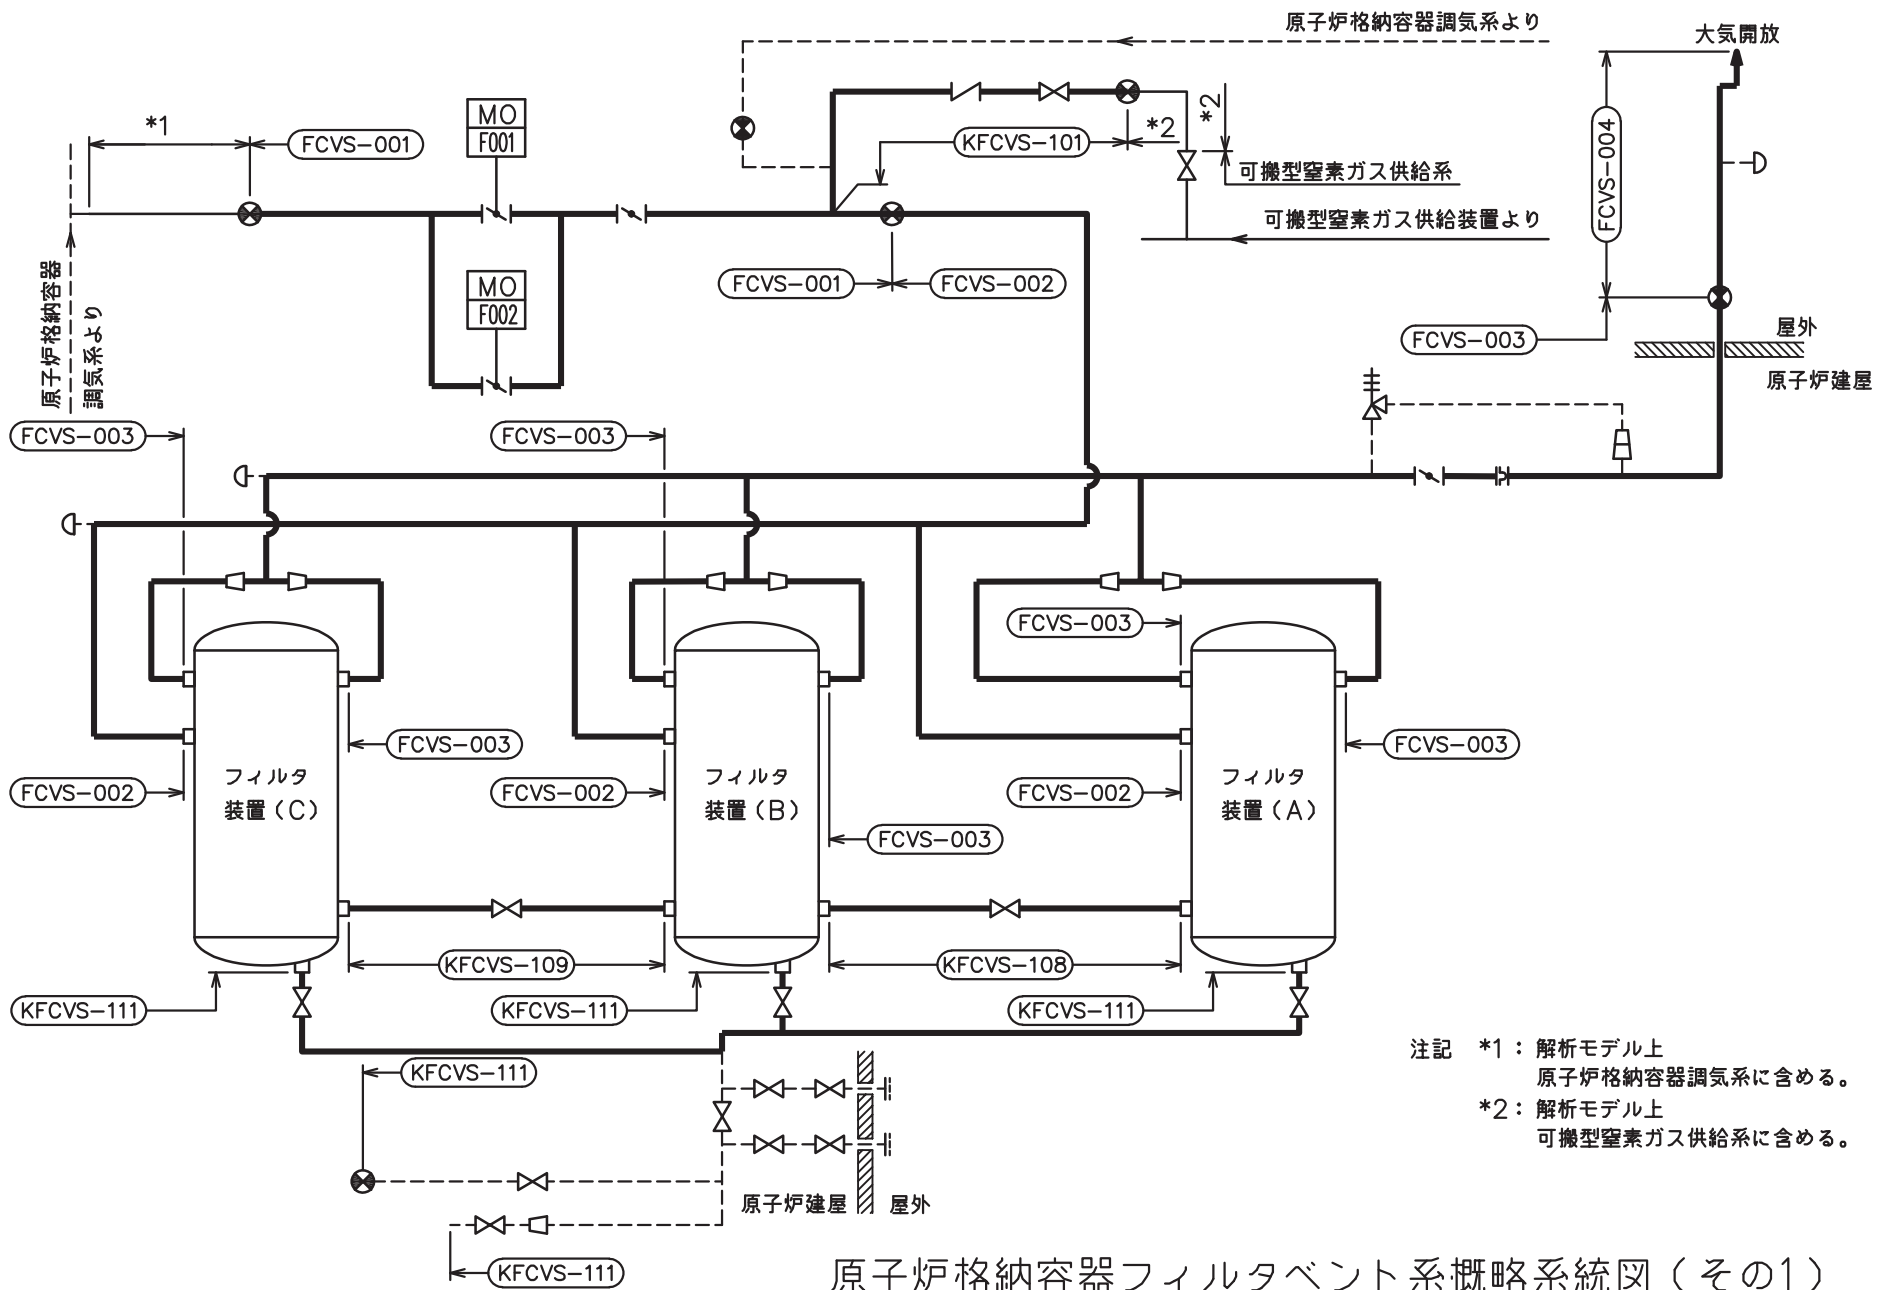 原子炉格納容器調気系より
大気開放
*1
FCVS-001
MO
F001
KFCVS-101
*2
*2
可搬型窒素ガス供給系
FCVS-004
可搬型窒素ガス供給装置より
原子炉格納容器
調気系より
MO
F002
FCVS-001
FCVS-002
FCVS-003
屋外
原子炉建屋
FCVS-003
FCVS-003
FCVS-003
FCVS-003
FCVS-003
フィルタ
装置(C)
フィルタ
装置(B)
フィルタ
装置(A)
FCVS-002
FCVS-002
FCVS-002
FCVS-003
KFCVS-109
KFCVS-108
KFCVS-111
KFCVS-111
KFCVS-111
KFCVS-111
原子炉建屋
屋外
KFCVS-111
注記 *1:解析モデル上
原子炉格納容器調気系に含める。
*2:解析モデル上
可搬型窒素ガス供給系に含める。
原子炉格納容器フィルタベント系概略系統図(その1)